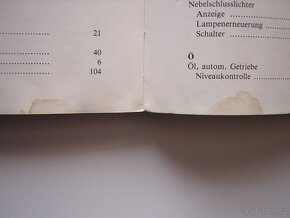 21
40
6
104
Nebelschlusslichter
Anzeige
Lampenerneuerung
Schalter
Ö
Öl, autom. Getriebe
Niveaukontrolle